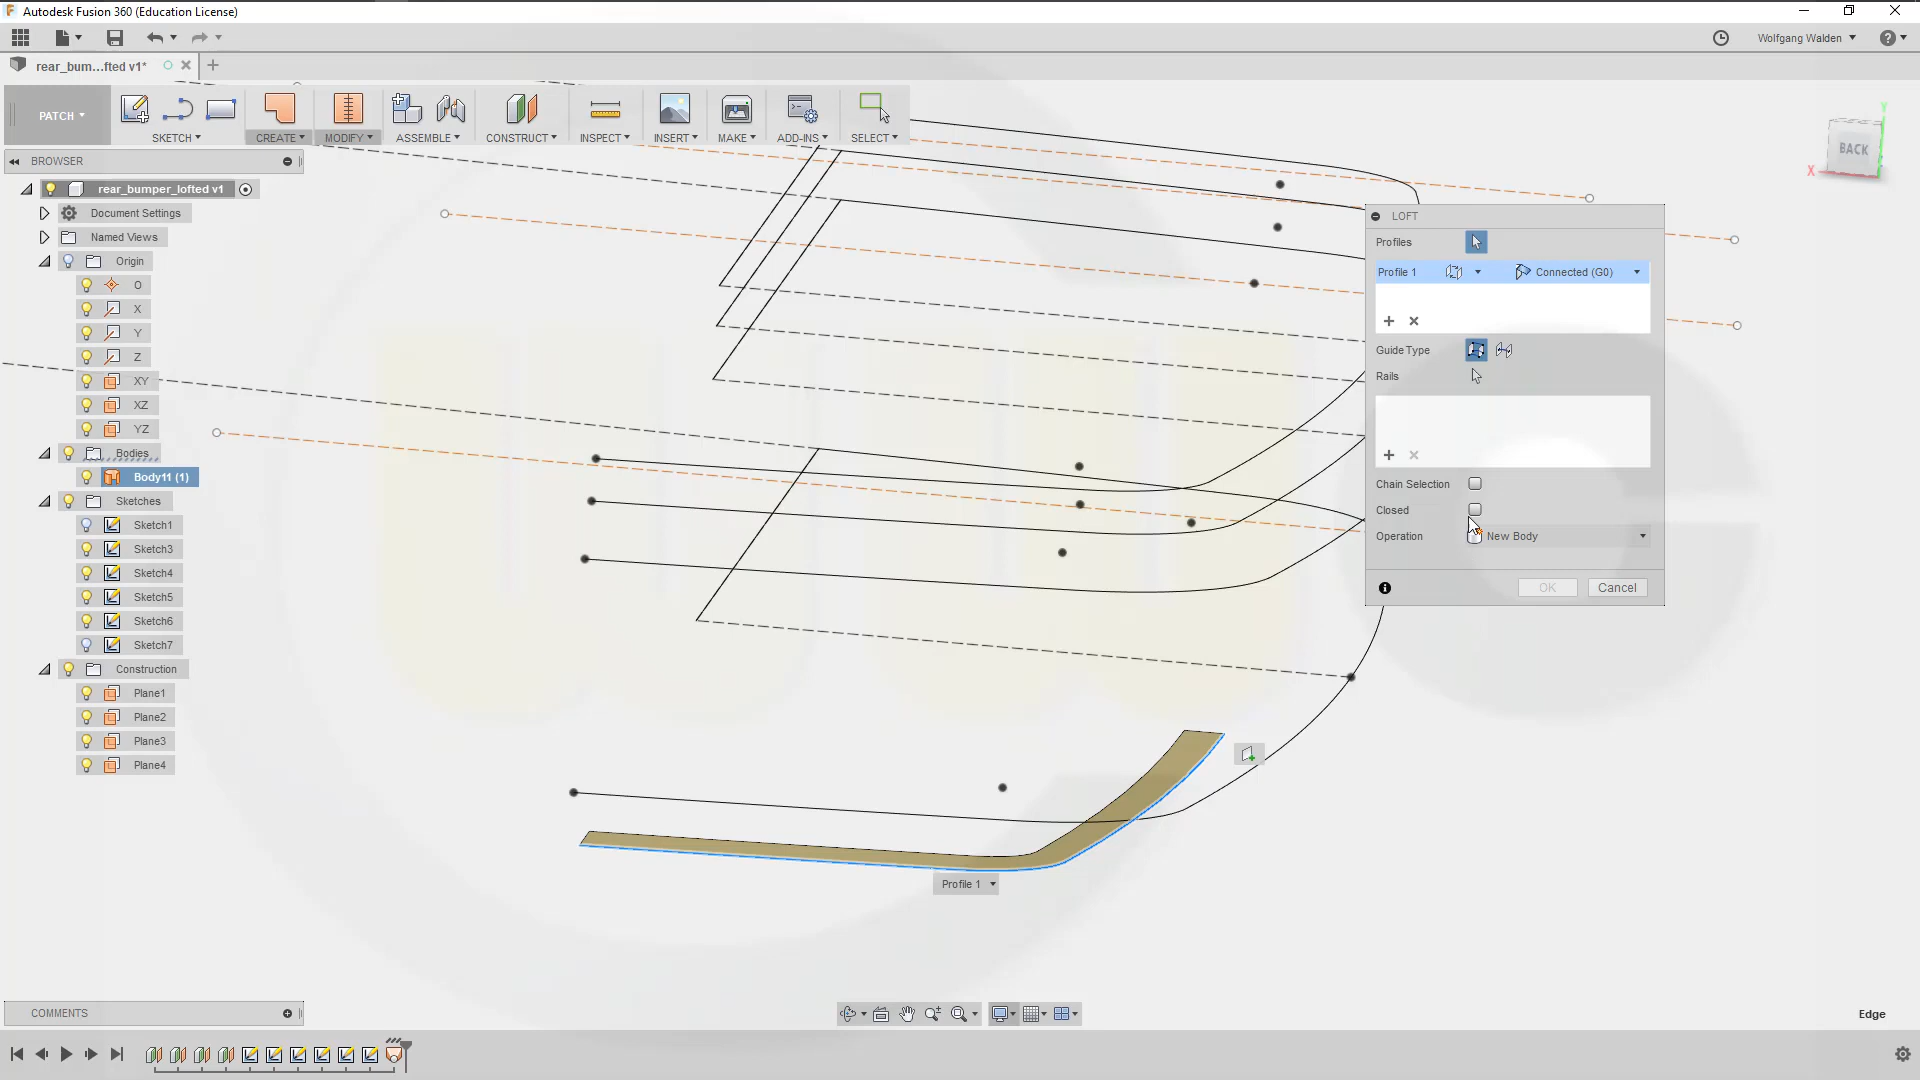 Autodesk Fusion 360 (Education License)
Wolfgang Walden
rear_bum...fted v1*
PATCH
SKETCH
CREATE
MODIFY
ASSEMBLE
CONSTRUCT
INSPECT
INSERT
MAKE
ADD-INS
SELECT
Y
BACK
X
BROWSER
rear_bumper_lofted v1
Document Settings
Named Views
Origin
O
X
Y
Z
XY
XZ
YZ
Bodies
Body11 (1)
Sketches
Sketch1
Sketch3
Sketch4
Sketch5
Sketch6
Sketch7
Construction
Plane1
Plane2
Plane3
Plane4
LOFT
Profiles
Profile 1 Connected (G0)
Guide Type
Rails
Chain Selection
Closed
Operation New Body
OK Cancel
Profile 1
COMMENTS
Edge